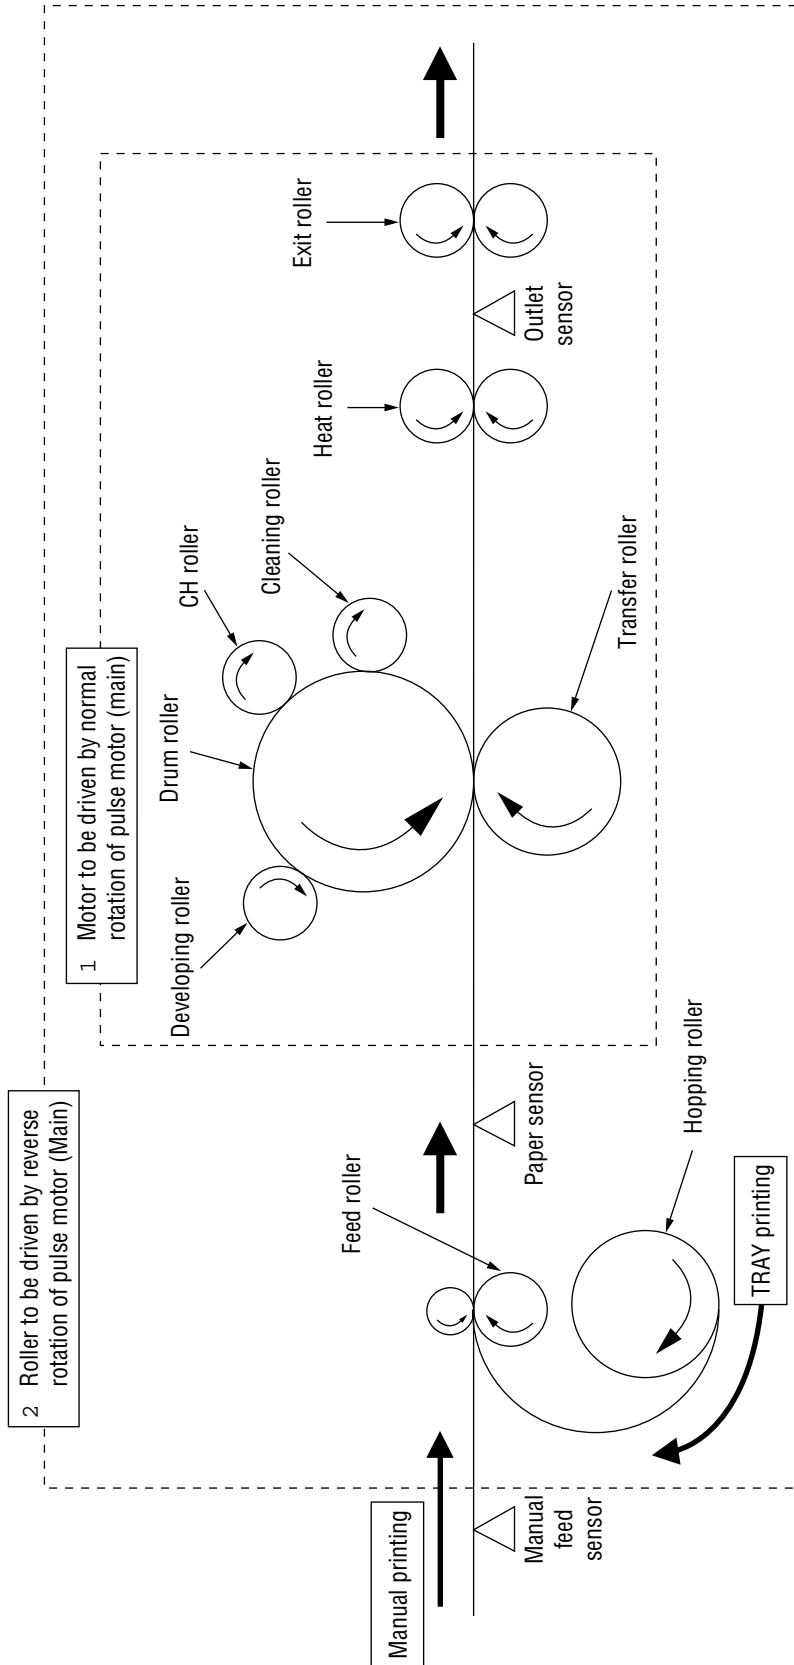 2 Roller to be driven by reverse
rotation of pulse motor (Main)
1 Motor to be driven by normal
rotation of pulse motor (main)
Manual printing
Manual
feed
sensor
TRAY printing
Hopping roller
Feed roller
Paper sensor
Developing roller
Drum roller
CH roller
Cleaning roller
Transfer roller
Heat roller
Outlet
sensor
Exit roller